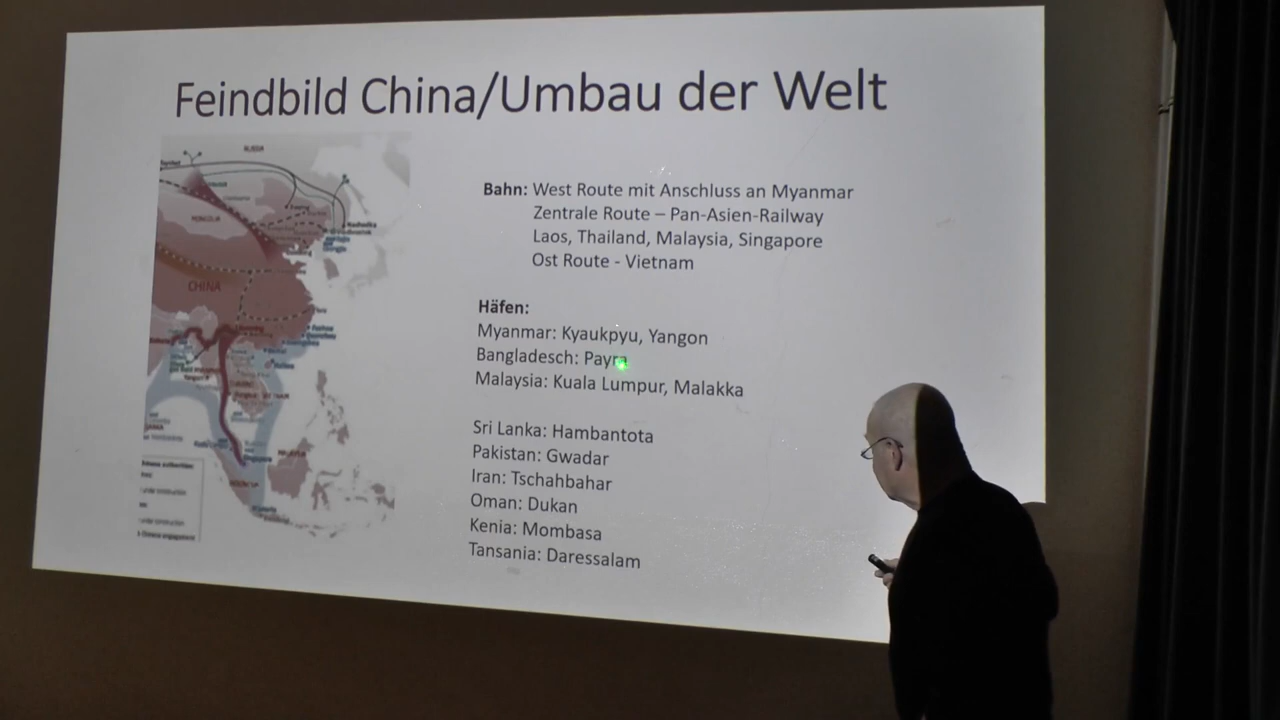 Feindbild China/Umbau der Welt
RUSSIA
MONGOLIA
CHINA
Bahn: West Route mit Anschluss an Myanmar
Zentrale Route – Pan-Asien-Railway
Laos, Thailand, Malaysia, Singapore
Ost Route - Vietnam
Häfen:
Myanmar: Kyaukpyu, Yangon
Bangladesch: Payra
Malaysia: Kuala Lumpur, Malakka
Sri Lanka: Hambantota
Pakistan: Gwadar
Iran: Tschahbahar
Oman: Dukan
Kenia: Mombasa
Tansania: Daressalam